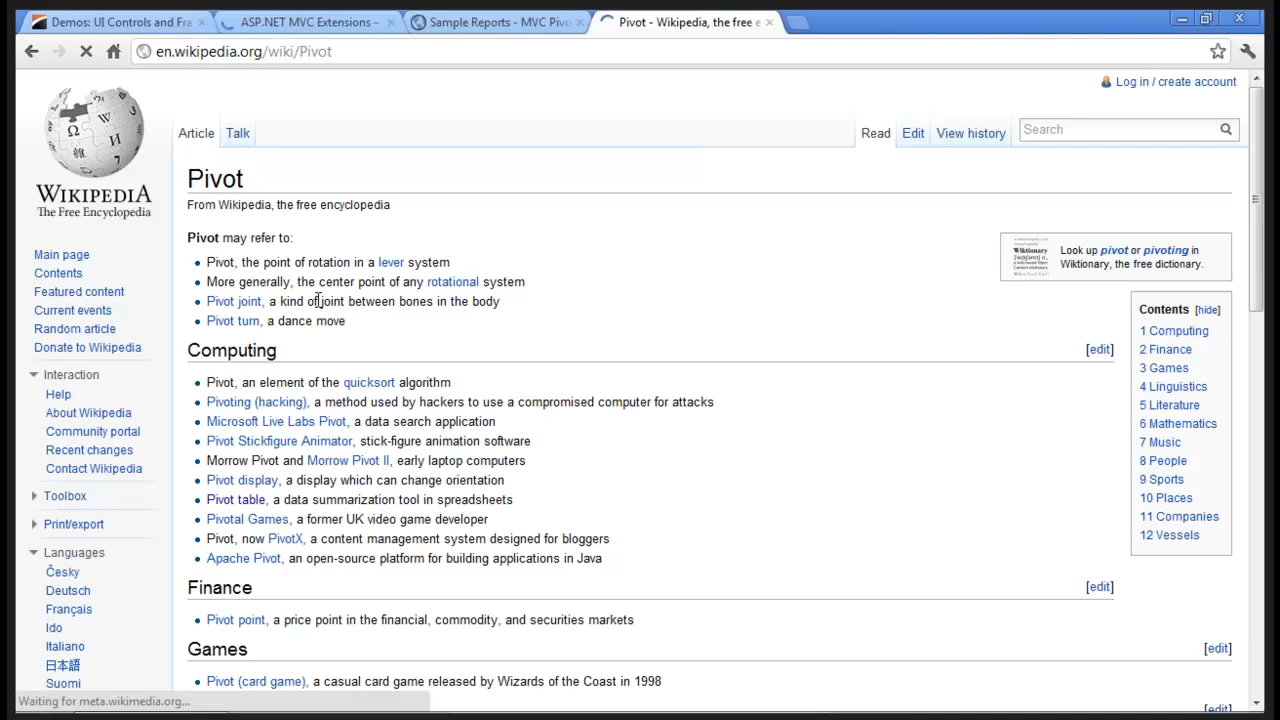 Demos: UI Controls and Fra
ASP.NET MVC Extensions –
Sample Reports - MVC Pivo
Pivot - Wikipedia, the free e
en.wikipedia.org/wiki/Pivot
Log in / create account
Article
Talk
Read
Edit
View history
Search
WIKIPEDIA
The Free Encyclopedia
Main page
Contents
Featured content
Current events
Random article
Donate to Wikipedia
Interaction
Help
About Wikipedia
Community portal
Recent changes
Contact Wikipedia
Toolbox
Print/export
Languages
Česky
Deutsch
Français
Ido
Italiano
日本語
Suomi
Pivot
From Wikipedia, the free encyclopedia
Pivot may refer to:
Pivot, the point of rotation in a lever system
More generally, the center point of any rotational system
Pivot joint, a kind of joint between bones in the body
Pivot turn, a dance move
Computing
[edit]
Pivot, an element of the quicksort algorithm
Pivoting (hacking), a method used by hackers to use a compromised computer for attacks
Microsoft Live Labs Pivot, a data search application
Pivot Stickfigure Animator, stick-figure animation software
Morrow Pivot and Morrow Pivot II, early laptop computers
Pivot display, a display which can change orientation
Pivot table, a data summarization tool in spreadsheets
Pivotal Games, a former UK video game developer
Pivot, now PivotX, a content management system designed for bloggers
Apache Pivot, an open-source platform for building applications in Java
Finance
[edit]
Pivot point, a price point in the financial, commodity, and securities markets
Games
[edit]
Pivot (card game), a casual card game released by Wizards of the Coast in 1998
[edit]
Wiktionary
Look up pivot or pivoting in
Wiktionary, the free dictionary.
Contents [hide]
1 Computing
2 Finance
3 Games
4 Linguistics
5 Literature
6 Mathematics
7 Music
8 People
9 Sports
10 Places
11 Companies
12 Vessels
Waiting for meta.wikimedia.org...